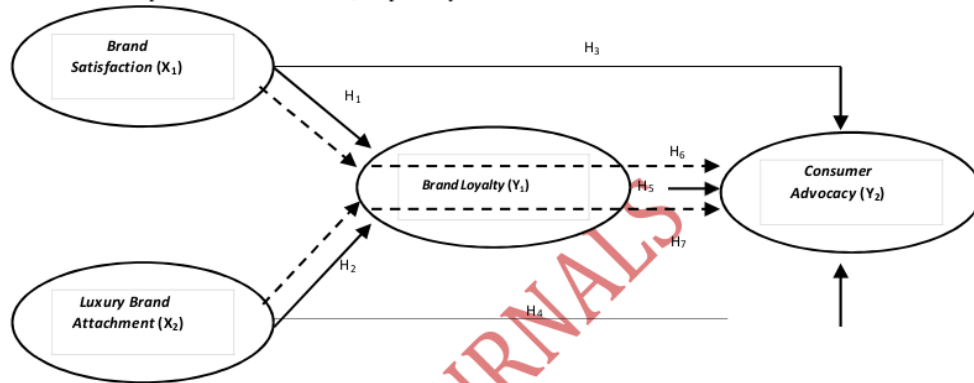 Brand
Satisfaction (X₁)
H₃
H₁
H₆
Brand Loyalty (Y₁)
H₅
Consumer
Advocacy (Y₂)
H₇
H₂
Luxury Brand
Attachment (X₂)
H₄